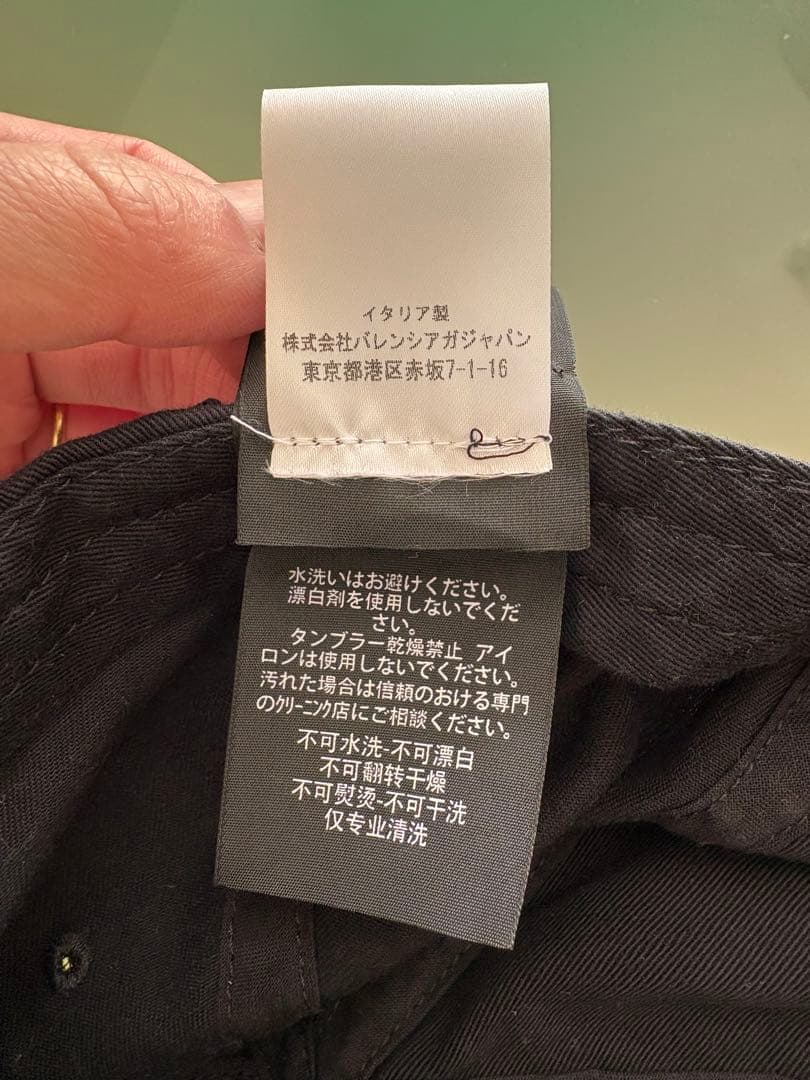 イタリア製
株式会社バレンシアガジャパン
東京都港区赤坂7-1-16
水洗いはお避けください。
漂白剤を使用しないでくだ
さい。
タンブラー乾燥禁止 アイ
ロンは使用しないでください。
汚れた場合は信頼のおける専門
のクリーニング店にご相談ください。
不可水洗-不可漂白
不可翻转干燥
不可熨烫-不可干洗
仅专业清洗